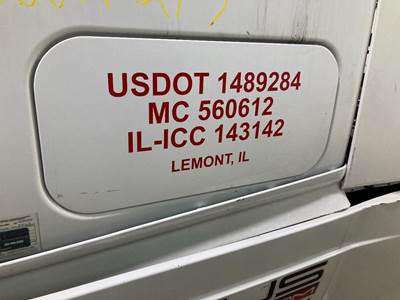 USDOT 1489284
MC 560612
IL-ICC 143142
LEMONT, IL